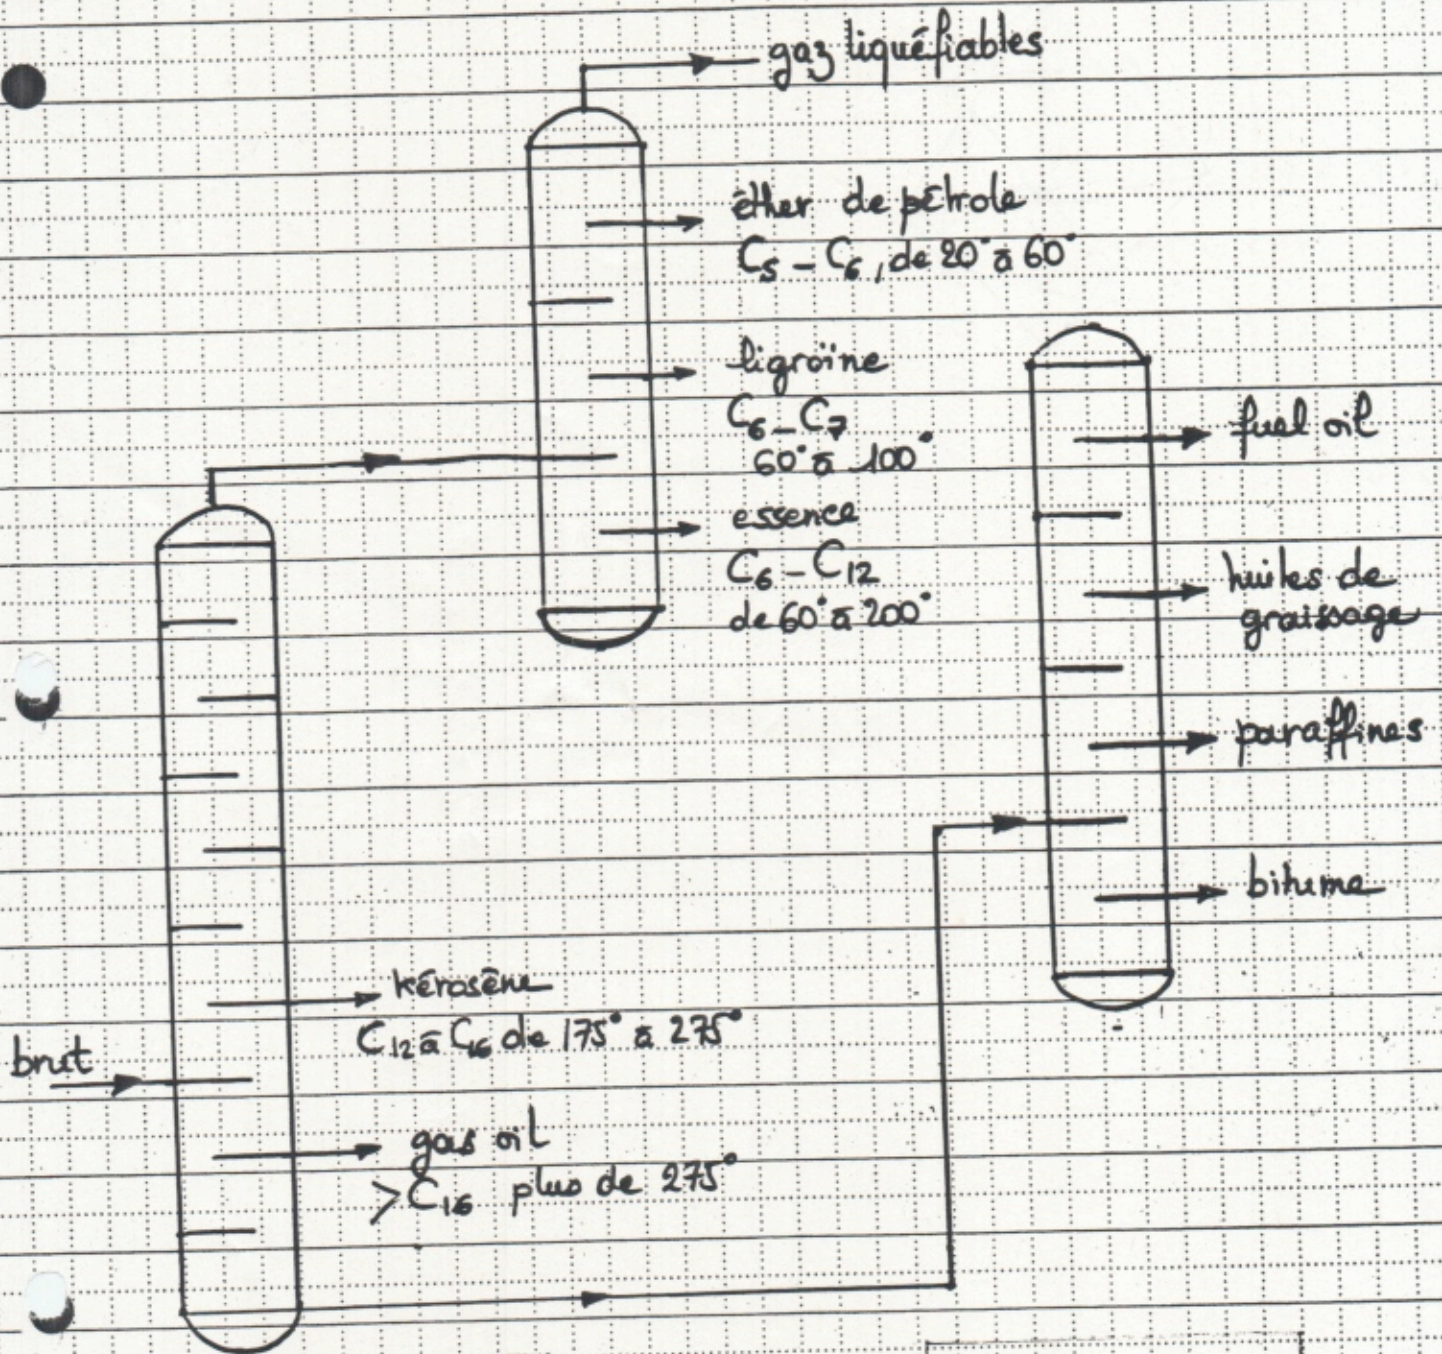 gaz liquéfiables
éther de pétrole
C₅ – C₆, de 20° à 60°
ligroïne
C₆ – C₇
60° à 100°
essence
C₆ – C₁₂
de 60° à 200°
fuel oil
huiles de
graissage
paraffines
bitume
kérosène
C₁₂ à C₁₆ de 175° à 275°
brut
gas oil
> C₁₆ plus de 275°